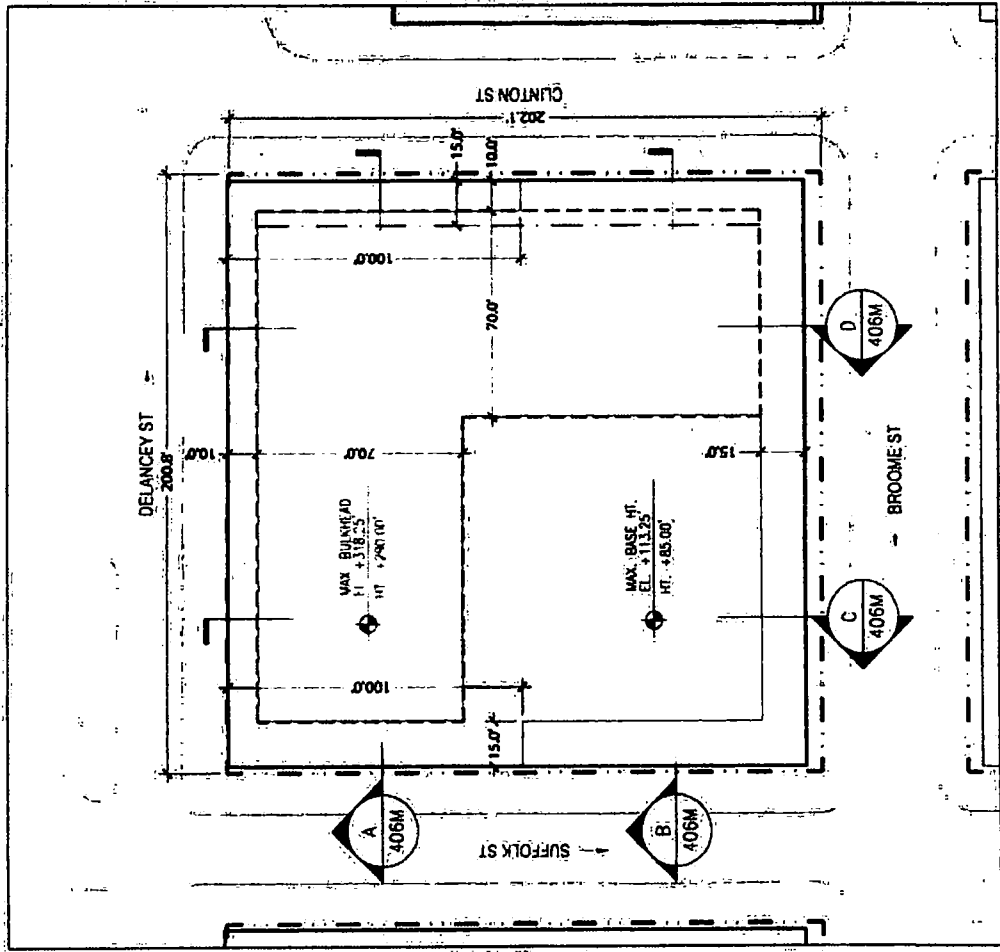 CLINTON ST
202.1'
15.0'
10.0'
DELANCEY ST
200.8'
100.0'
70.0'
10.0'
70.0'
15.0'
MAX BULKHEAD
EL +318.25'
HT. +290.00'
MAX. BASE HT.
EL. +113.25'
HT. +85.00'
100.0'
15.0'
D
406M
C
406M
BROOME ST
A
406M
B
406M
SUFFOLK ST